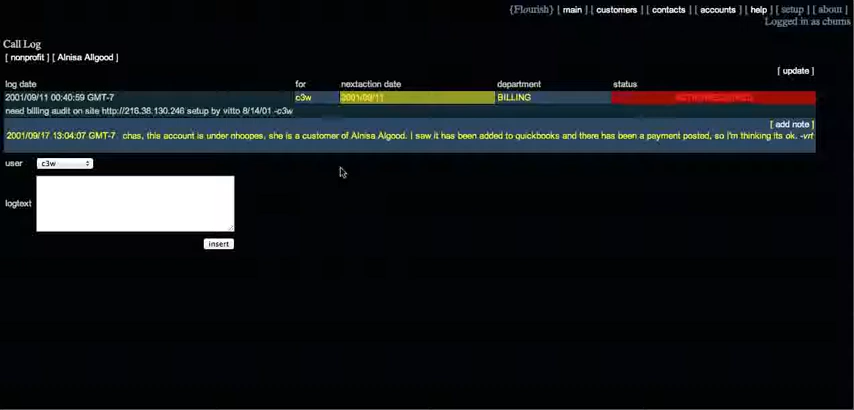 {Flourish} [ main ] [ customers ] [ contacts ] [ accounts ] [ help ] [ setup ] [ about ]
Logged in as cburns
Call Log
[ nonprofit ] [ Alnisa Allgood ]
[ update ]
log date for nextaction date department status
2001/09/11 00:40:59 GMT-7 c3w 2001/09/11 BILLING
need billing audit on site http://216.38.130.246 setup by vitto 8/14/01 -c3w
[ add note ]
2001/09/17 13:04:07 GMT-7 chas, this account is under nhoopes, she is a customer of Alnisa Algood. I saw it has been added to quickbooks and there has been a payment posted, so I'm thinking its ok. -vrt
user c3w
logtext
insert